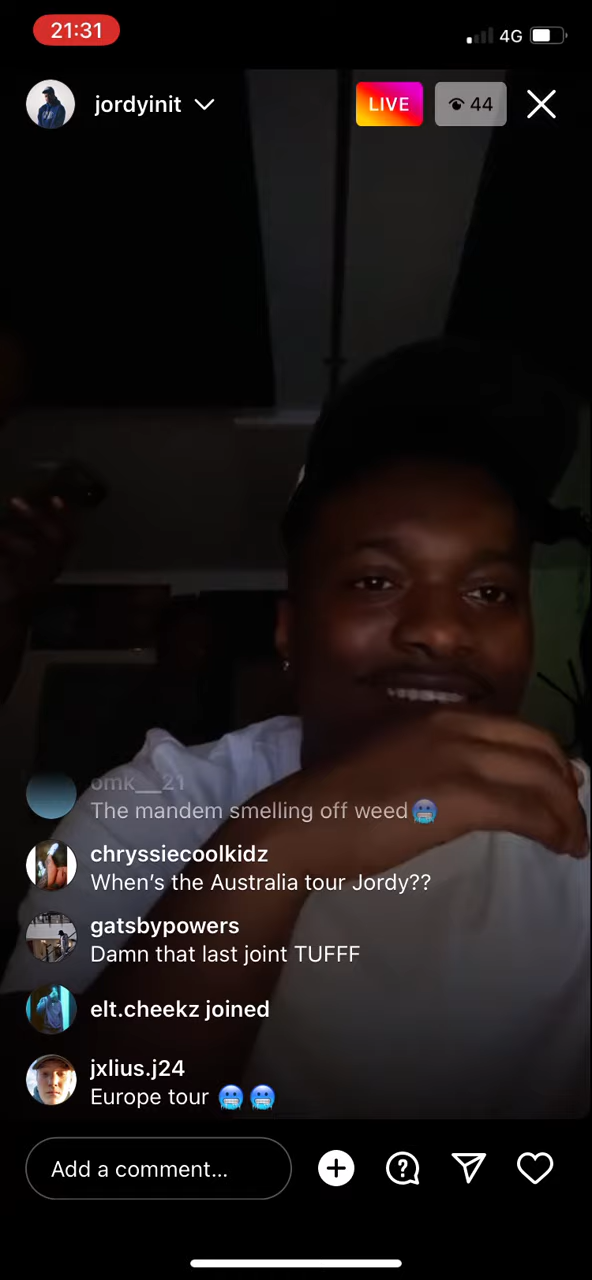 21:31
4G
jordyinit
LIVE
44
omk__21
The mandem smelling off weed🥶
chryssiecoolkidz
When's the Australia tour Jordy??
gatsbypowers
Damn that last joint TUFFF
elt.cheekz joined
jxlius.j24
Europe tour 🥶🥶
Add a comment...